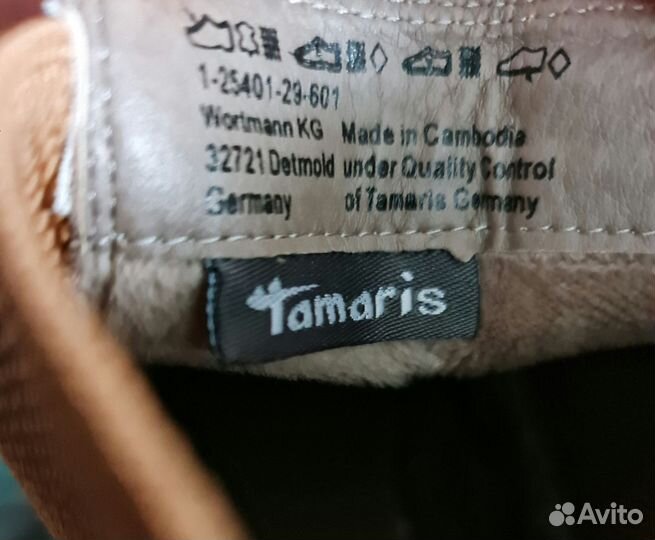 1-25401-29-601
Wortmann KG Made in Cambodia
32721 Detmold under Quality Control
Germany of Tamaris Germany
Tamaris
Avito